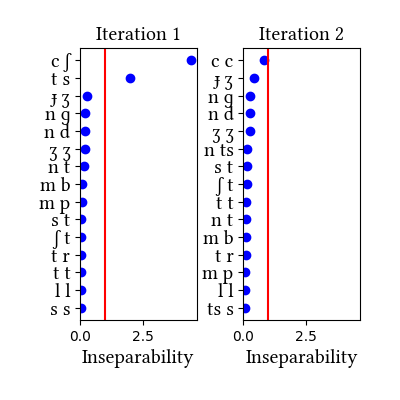 Iteration 1
c ʃ
t s
ɟ ʒ
n g
n d
ʒ ʒ
n t
m b
m p
s t
ʃ t
t r
t t
l l
s s
0.0 2.5
Inseparability
Iteration 2
c c
ɟ ʒ
n g
n d
ʒ ʒ
n ts
s t
ʃ t
t t
n t
m b
t r
m p
l l
ts s
0.0 2.5
Inseparability